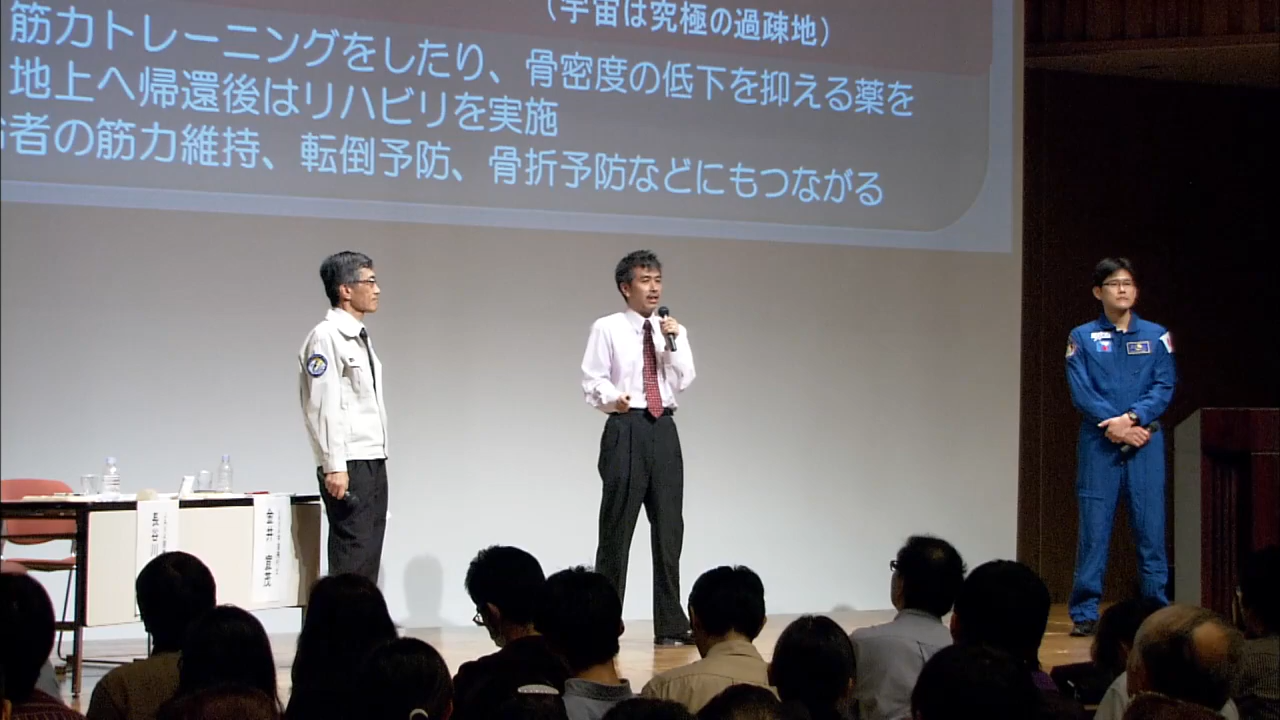 （宇宙は究極の過疎地）
筋力トレーニングをしたり、骨密度の低下を抑える薬を
地上へ帰還後はリハビリを実施
者の筋力維持、転倒予防、骨折予防などにもつながる